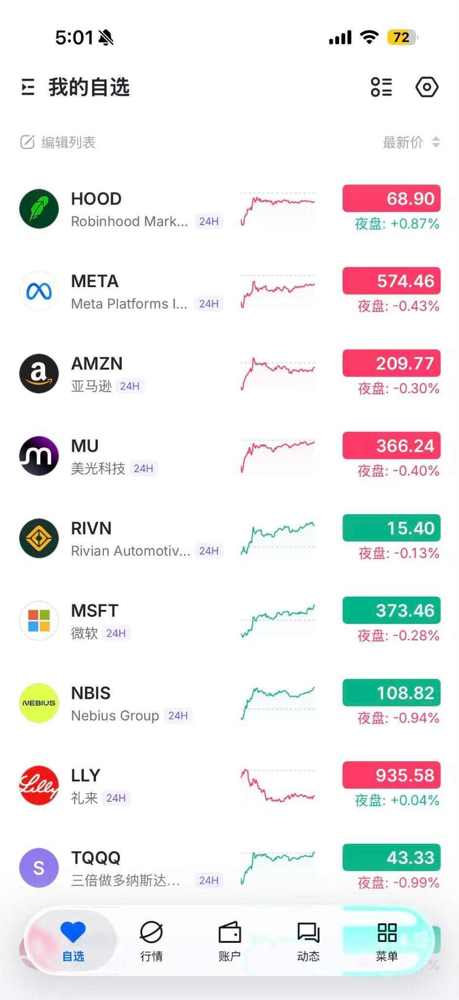 5:01
72
我的自选
编辑列表
最新价
HOOD
68.90
Robinhood Mark... 24H
夜盘: +0.87%
META
574.46
Meta Platforms I... 24H
夜盘: -0.43%
a
AMZN
209.77
亚马逊 24H
夜盘: -0.30%
m
MU
366.24
美光科技 24H
夜盘: -0.40%
RIVN
15.40
Rivian Automotiv... 24H
夜盘: -0.13%
MSFT
373.46
微软 24H
夜盘: -0.28%
NEBIUS
NBIS
108.82
Nebius Group 24H
夜盘: -0.94%
Lilly
LLY
935.58
礼来 24H
夜盘: +0.04%
S
TQQQ
43.33
三倍做多纳斯达... 24H
夜盘: -0.99%
%
自选
行情
账户
动态
菜单